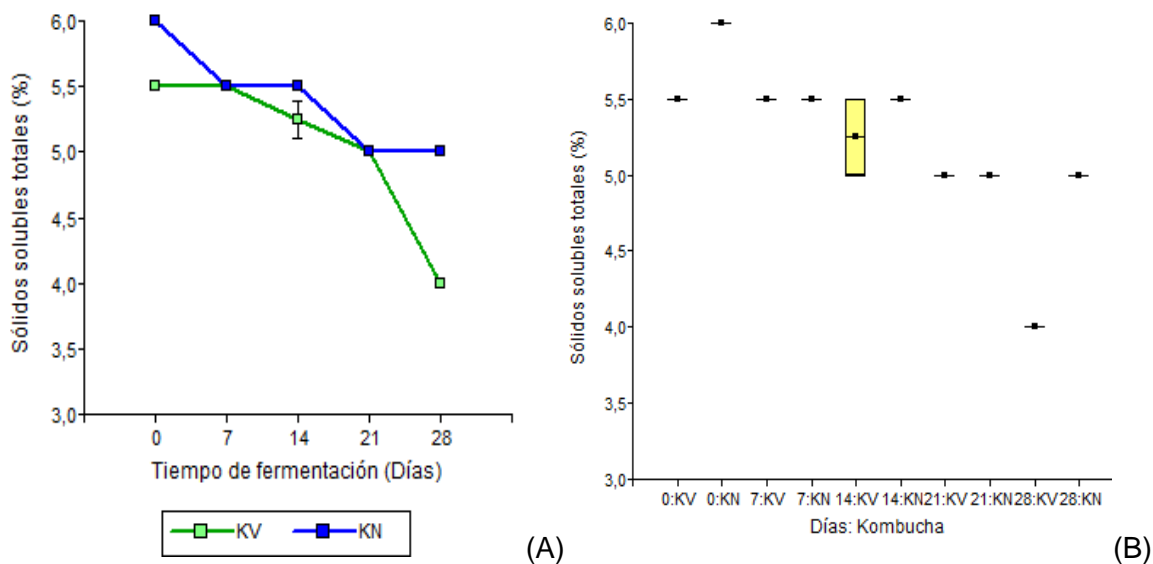 Sólidos solubles totales (%)
6,0
5,5
5,0
4,5
4,0
3,5
3,0
0 7 14 21 28
Tiempo de fermentación (Días)
KV KN
(A)
Sólidos solubles totales (%)
6,0
5,5
5,0
4,5
4,0
3,5
3,0
0:KV 0:KN 7:KV 7:KN 14:KV 14:KN 21:KV 21:KN 28:KV 28:KN
Días: Kombucha
(B)